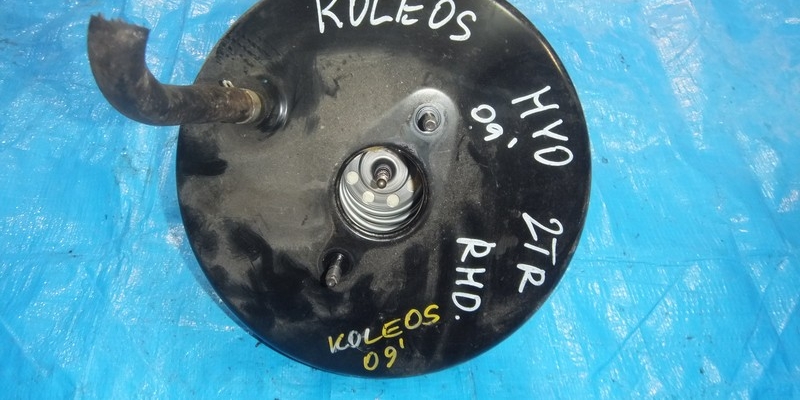 KOLEOS
HYO
09'
2TR
RHD.
KOLEOS
09'